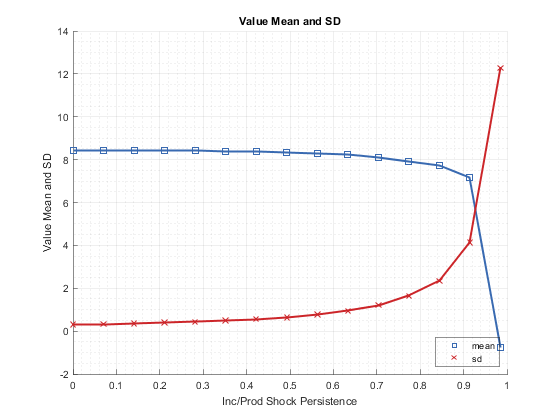 Value Mean and SD
14
12
10
8
6
4
2
0
-2
Value Mean and SD
0 0.1 0.2 0.3 0.4 0.5 0.6 0.7 0.8 0.9 1
Inc/Prod Shock Persistence
mean
sd